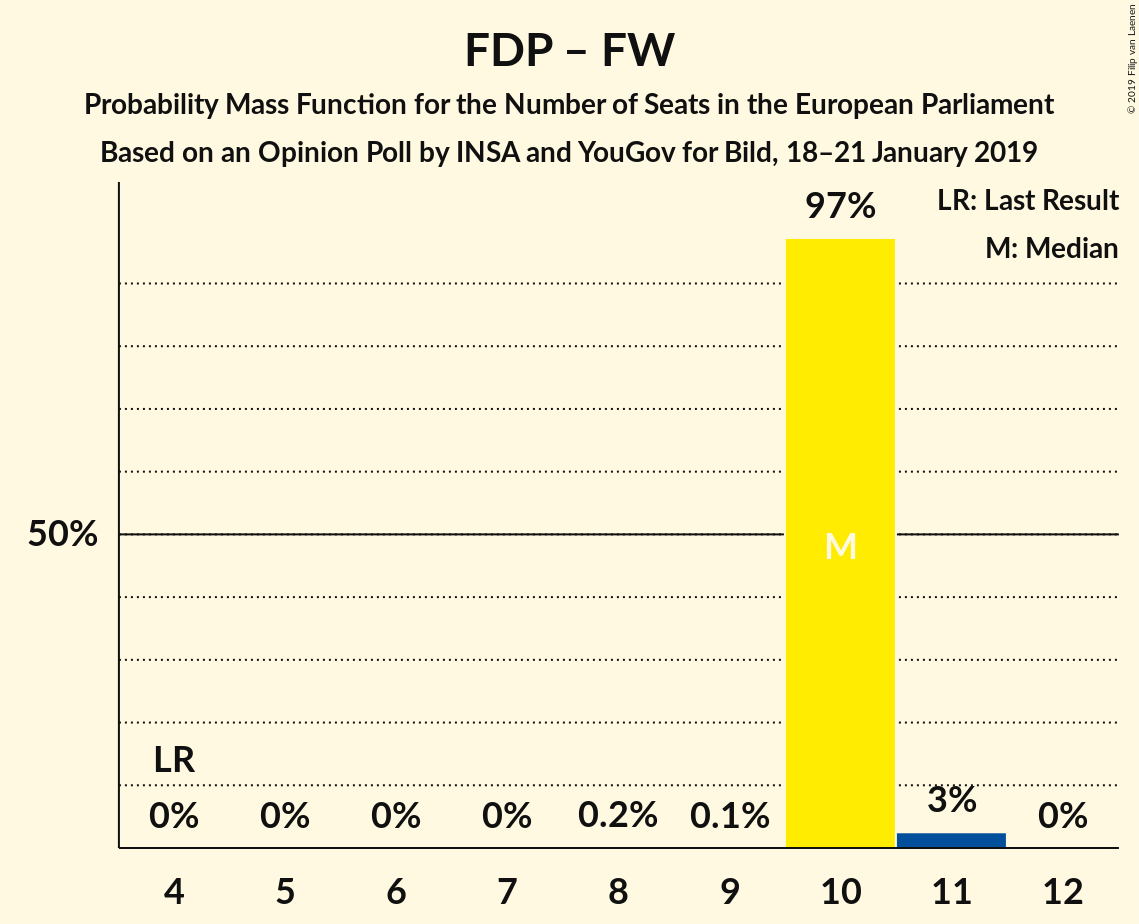 FDP – FW
Probability Mass Function for the Number of Seats in the European Parliament
Based on an Opinion Poll by INSA and YouGov for Bild, 18–21 January 2019
© 2019 Filip van Laenen
LR: Last Result
M: Median
97%
50%
M
LR
0% 0% 0% 0% 0.2% 0.1% 3% 0%
4 5 6 7 8 9 10 11 12